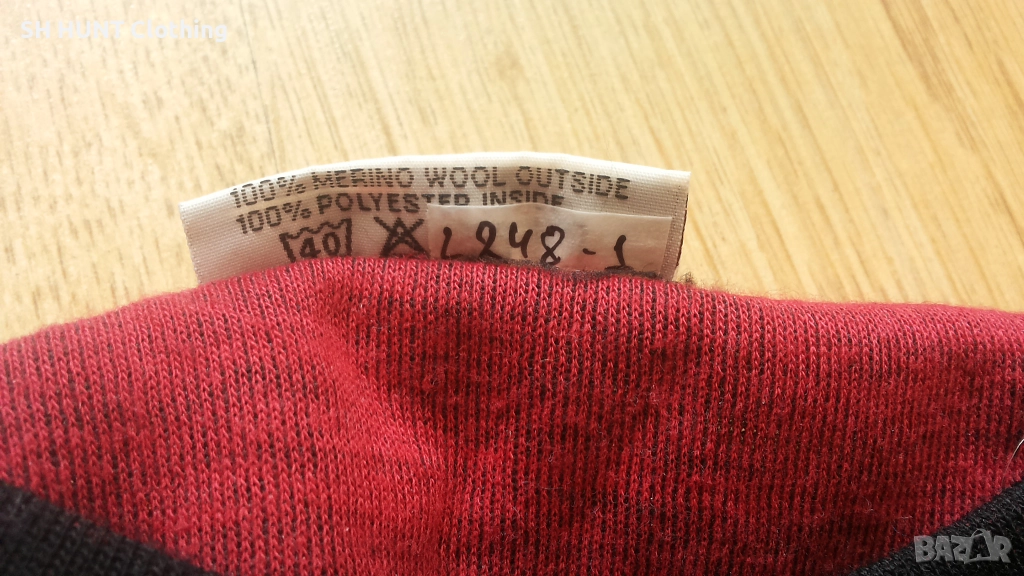 SH HUNT Clothing
100% MERINO WOOL OUTSIDE
100% POLYESTER INSIDE
40 L248-1
BAZAR